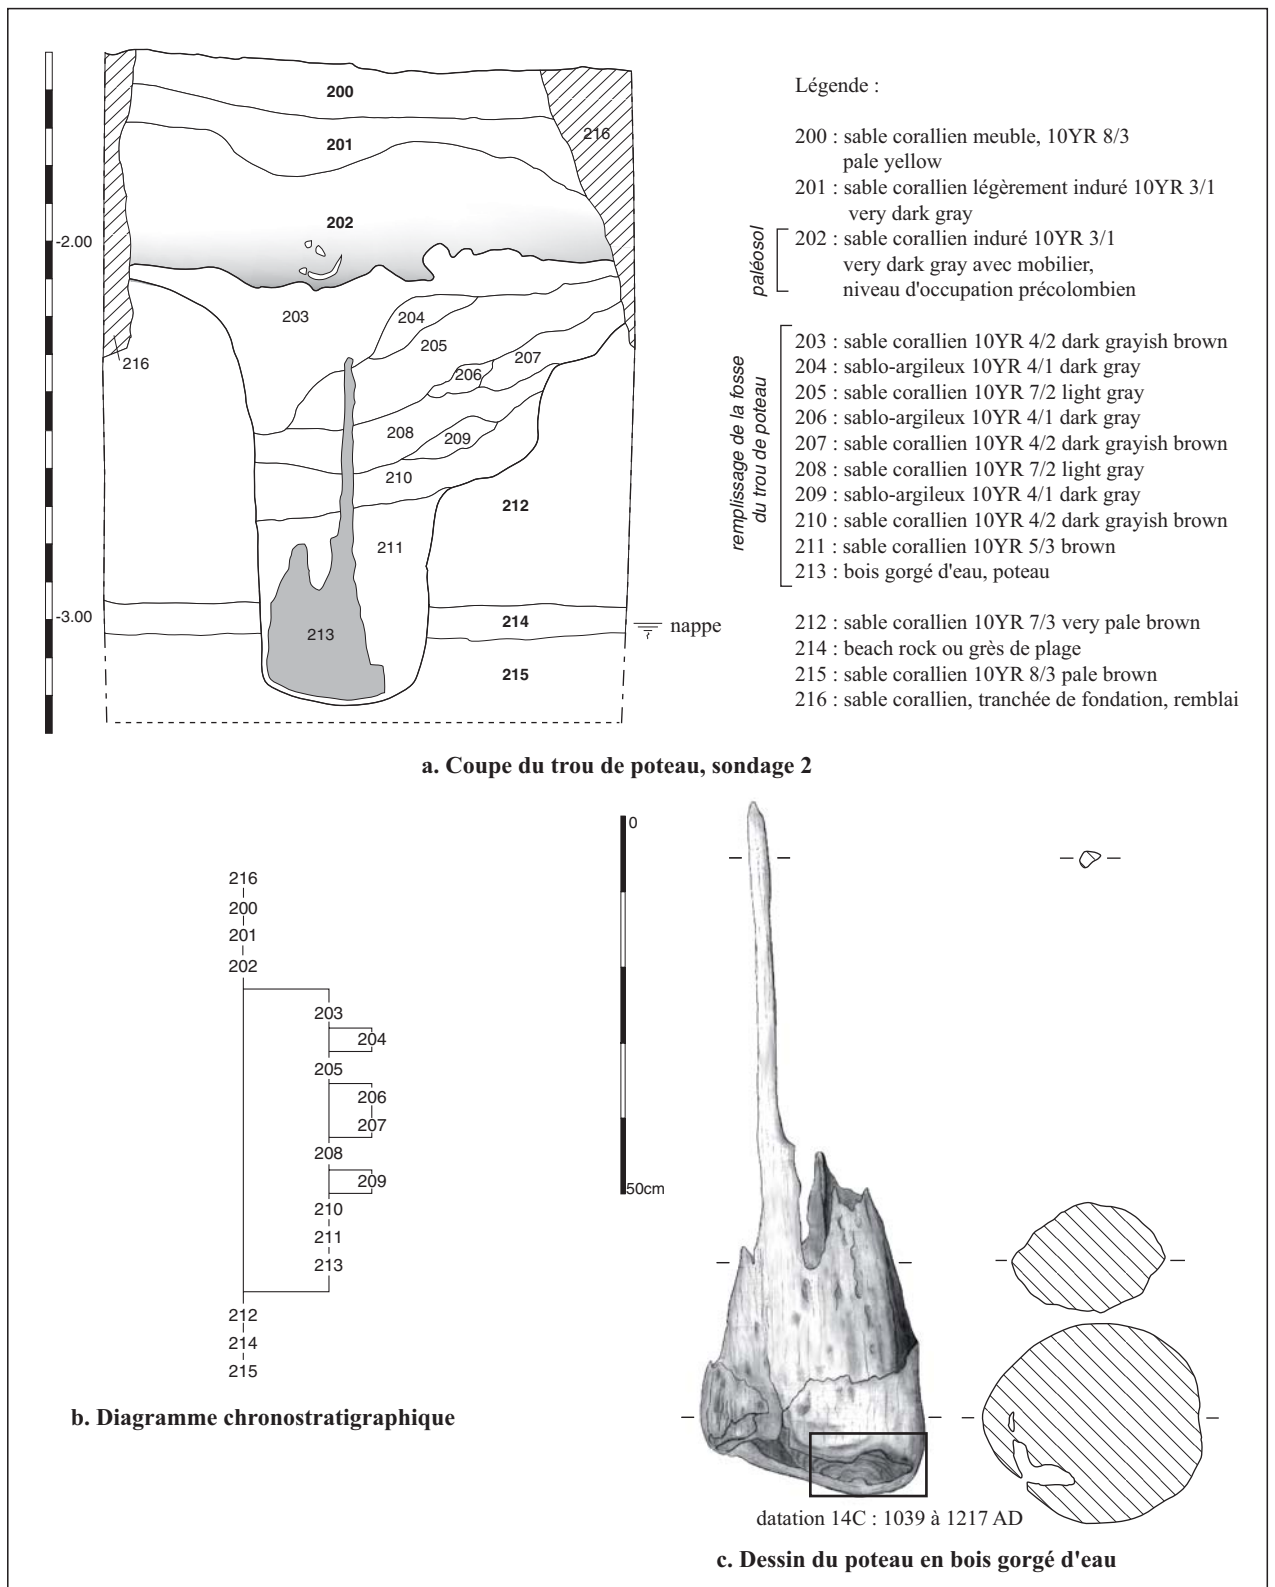 200
201
216
202
-2.00
203
204
205
207
206
216
208
209
210
212
211
-3.00
214
nappe
213
215
Légende :
200 : sable corallien meuble, 10YR 8/3
pale yellow
201 : sable corallien légèrement induré 10YR 3/1
very dark gray
paléosol
202 : sable corallien induré 10YR 3/1
very dark gray avec mobilier,
niveau d'occupation précolombien
remplissage de la fosse
du trou de poteau
203 : sable corallien 10YR 4/2 dark grayish brown
204 : sablo-argileux 10YR 4/1 dark gray
205 : sable corallien 10YR 7/2 light gray
206 : sablo-argileux 10YR 4/1 dark gray
207 : sable corallien 10YR 4/2 dark grayish brown
208 : sable corallien 10YR 7/2 light gray
209 : sablo-argileux 10YR 4/1 dark gray
210 : sable corallien 10YR 4/2 dark grayish brown
211 : sable corallien 10YR 5/3 brown
213 : bois gorgé d'eau, poteau
212 : sable corallien 10YR 7/3 very pale brown
214 : beach rock ou grès de plage
215 : sable corallien 10YR 8/3 pale brown
216 : sable corallien, tranchée de fondation, remblai
a. Coupe du trou de poteau, sondage 2
216
200
201
202
203
204
205
206
207
208
209
210
211
213
212
214
215
b. Diagramme chronostratigraphique
0
50cm
datation 14C : 1039 à 1217 AD
c. Dessin du poteau en bois gorgé d'eau